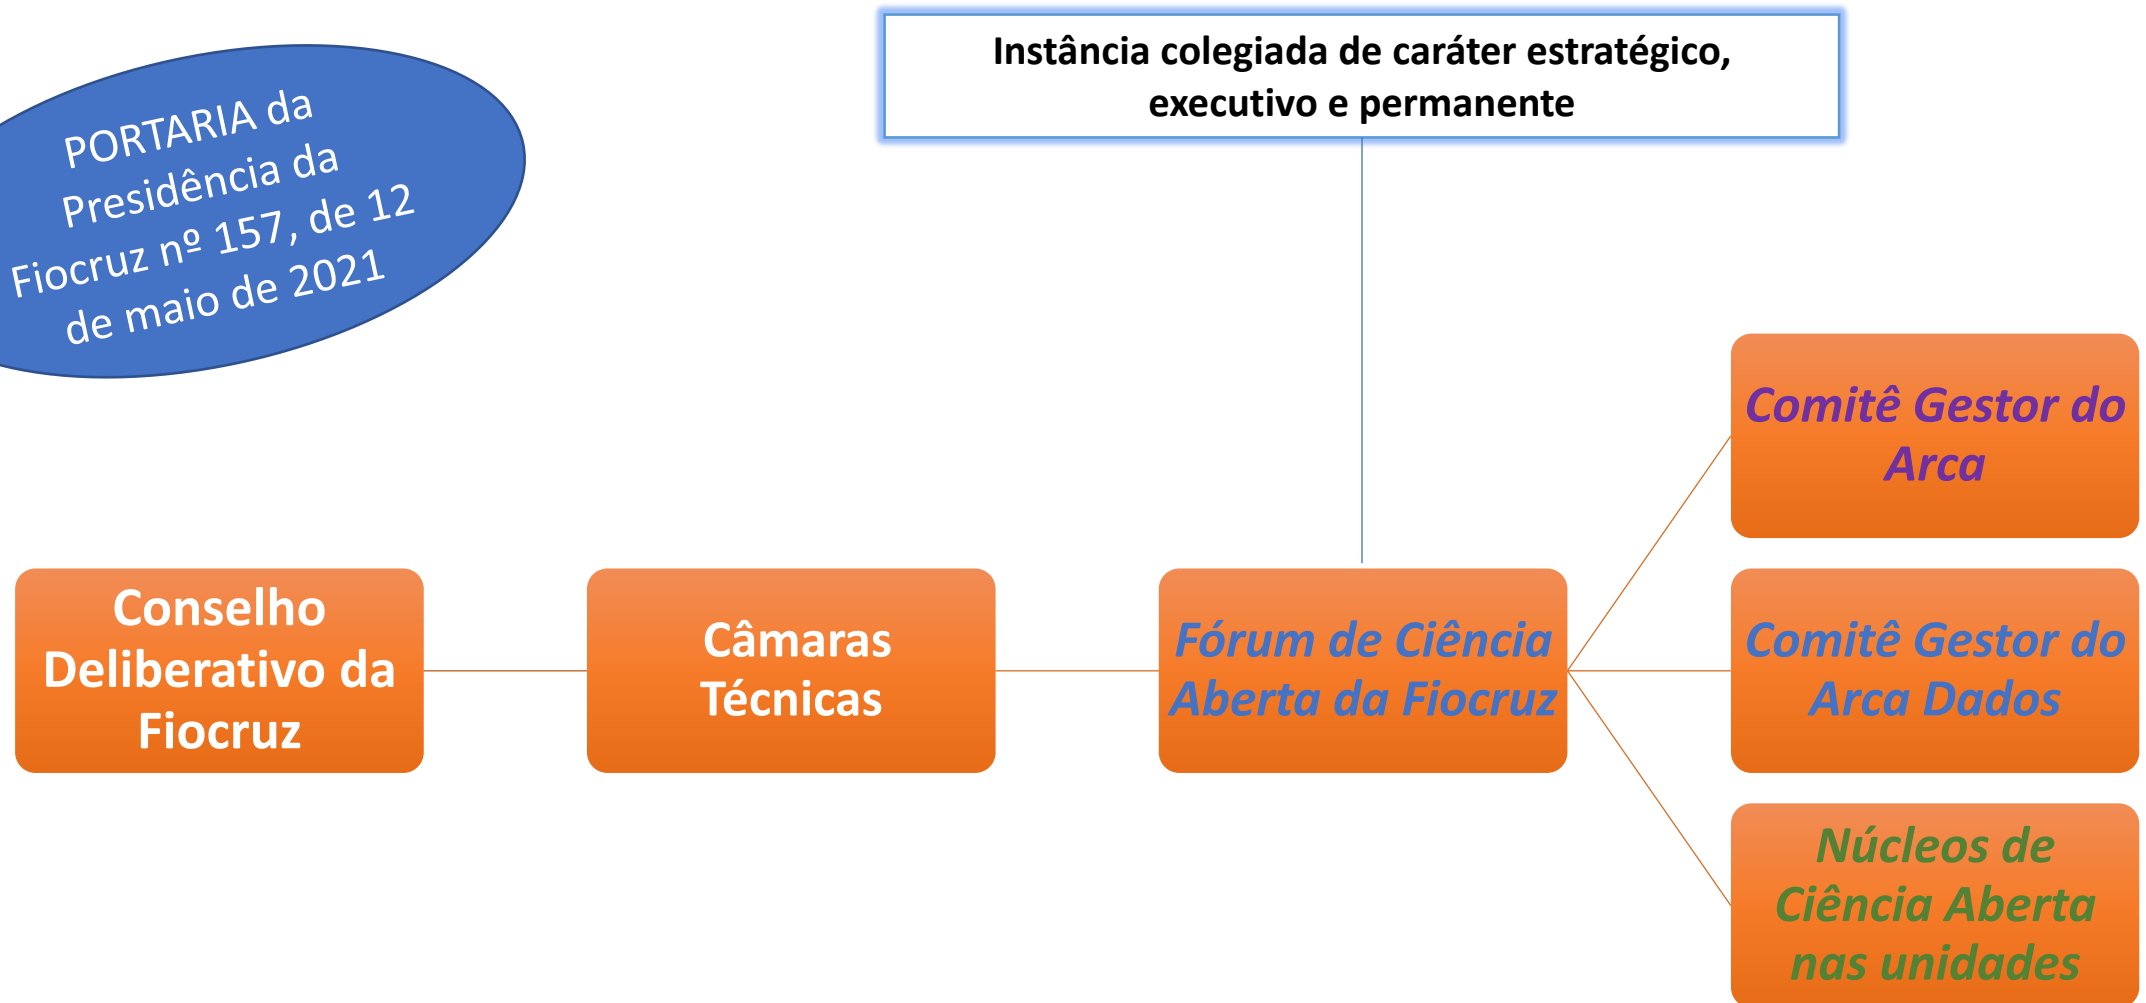 Instância colegiada de caráter estratégico,
executivo e permanente
PORTARIA da
Presidência da
Fiocruz nº 157, de 12
de maio de 2021
Conselho
Deliberativo da
Fiocruz
Câmaras
Técnicas
Fórum de Ciência
Aberta da Fiocruz
Comitê Gestor do
Arca
Comitê Gestor do
Arca Dados
Núcleos de
Ciência Aberta
nas unidades